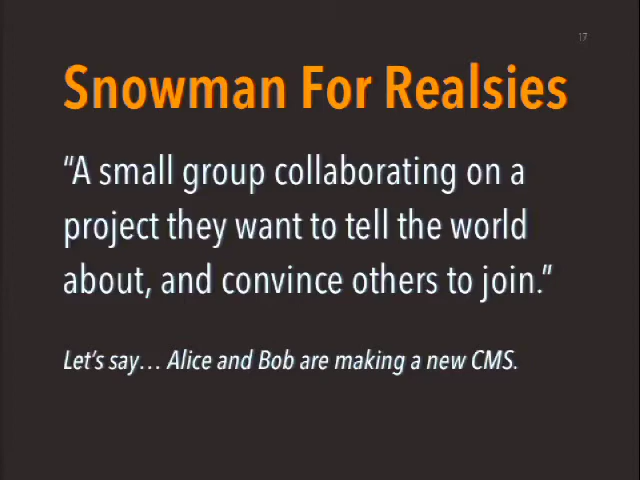 17
Snowman For Realsies
“A small group collaborating on a
project they want to tell the world
about, and convince others to join.”
Let’s say… Alice and Bob are making a new CMS.